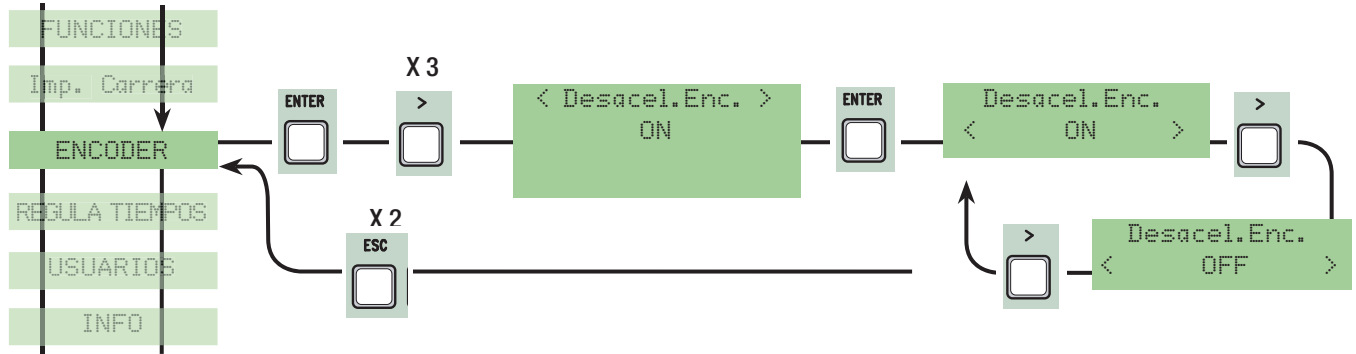 FUNCIONES
Imp. Carrera
ENCODER
REGULA TIEMPOS
USUARIOS
INFO
ENTER
X 3
>
< Desacel.Enc. >
ON
ENTER
Desacel.Enc.
< ON >
>
Desacel.Enc.
< OFF >
>
X 2
ESC